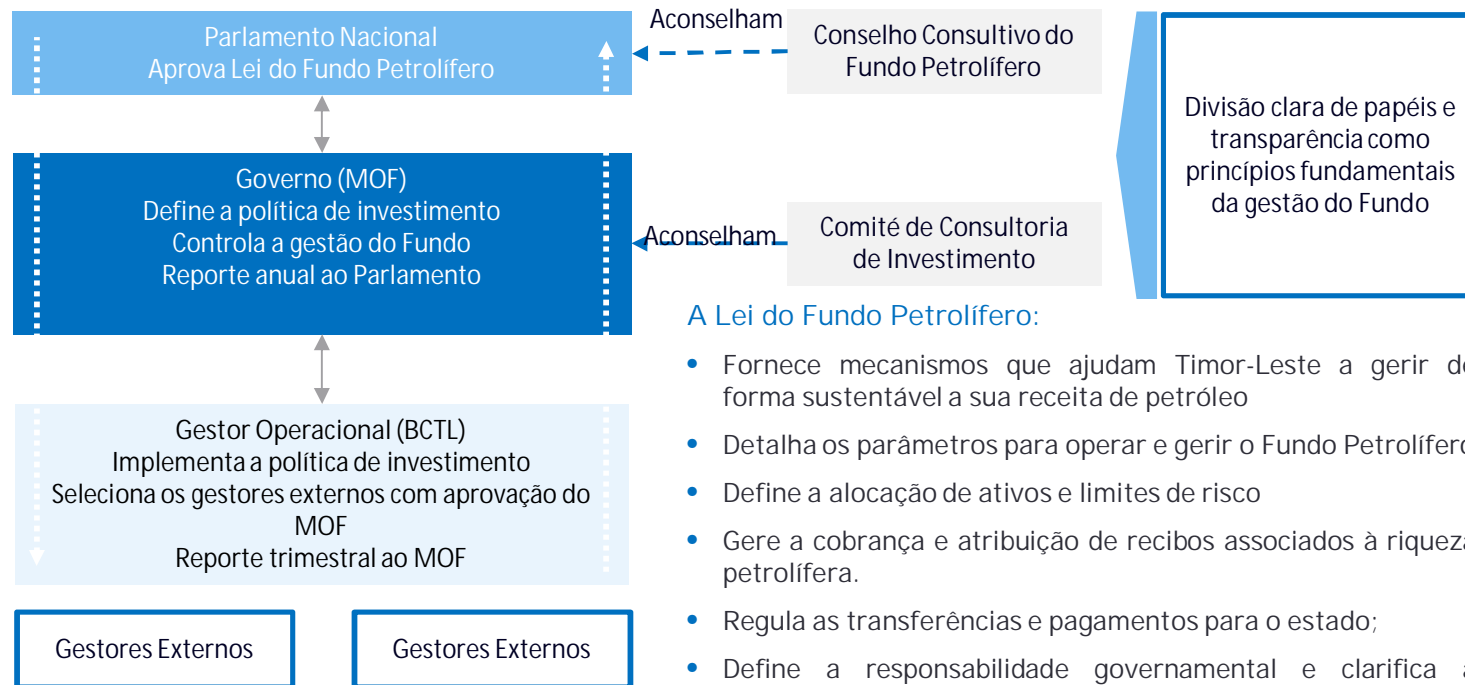 Parlamento Nacional
Aprova Lei do Fundo Petrolífero
Aconselham
Conselho Consultivo do
Fundo Petrolífero
Governo (MOF)
Define a política de investimento
Controla a gestão do Fundo
Reporte anual ao Parlamento
Aconselham
Comité de Consultoria
de Investimento
Divisão clara de papéis e
transparência como
princípios fundamentais
da gestão do Fundo
Gestor Operacional (BCTL)
Implementa a política de investimento
Seleciona os gestores externos com aprovação do
MOF
Reporte trimestral ao MOF
Gestores Externos
Gestores Externos
A Lei do Fundo Petrolífero:
• Fornece mecanismos que ajudam Timor-Leste a gerir de
forma sustentável a sua receita de petróleo
• Detalha os parâmetros para operar e gerir o Fundo Petrolífero
• Define a alocação de ativos e limites de risco
• Gere a cobrança e atribuição de recibos associados à riqueza
petrolífera.
• Regula as transferências e pagamentos para o estado;
• Define a responsabilidade governamental e clarifica a